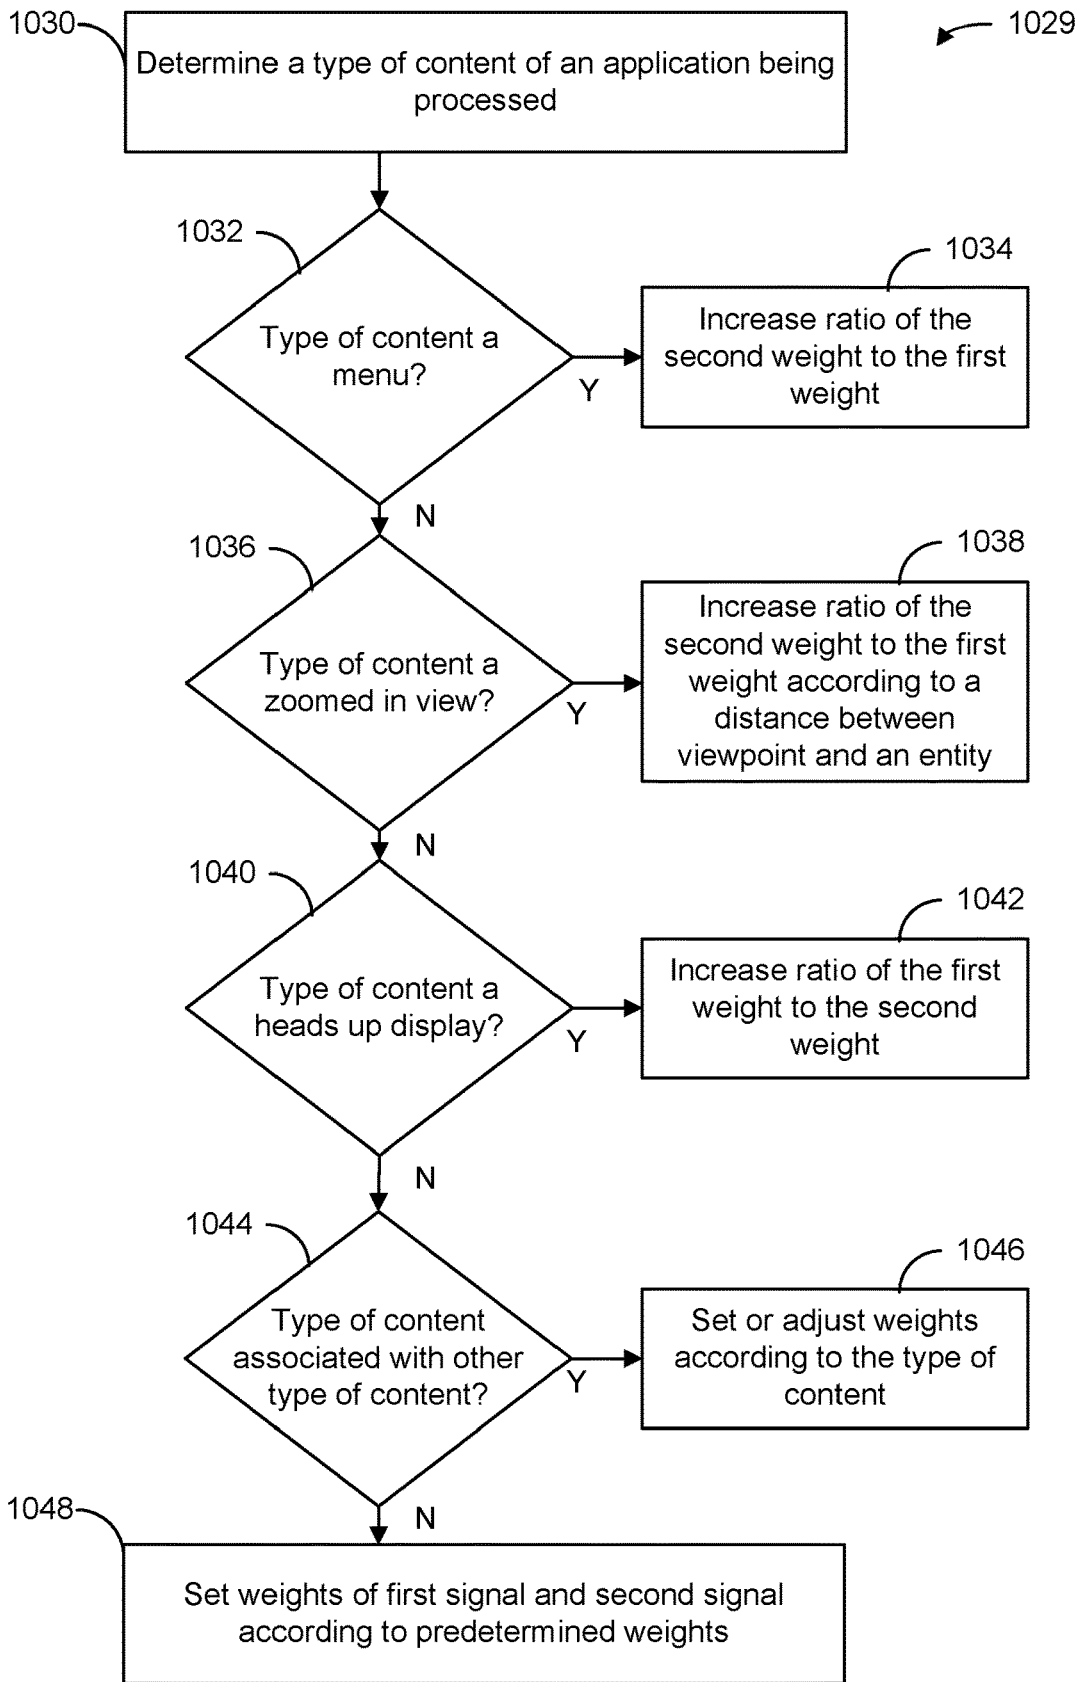 1030
1029
Determine a type of content of an application being
processed
1032
1034
Type of content a
menu?
Y
Increase ratio of the
second weight to the first
weight
N
1036
1038
Type of content a
zoomed in view?
Y
Increase ratio of the
second weight to the first
weight according to a
distance between
viewpoint and an entity
N
1040
1042
Type of content a
heads up display?
Y
Increase ratio of the first
weight to the second
weight
N
1044
1046
Type of content
associated with other
type of content?
Y
Set or adjust weights
according to the type of
content
N
1048
Set weights of first signal and second signal
according to predetermined weights